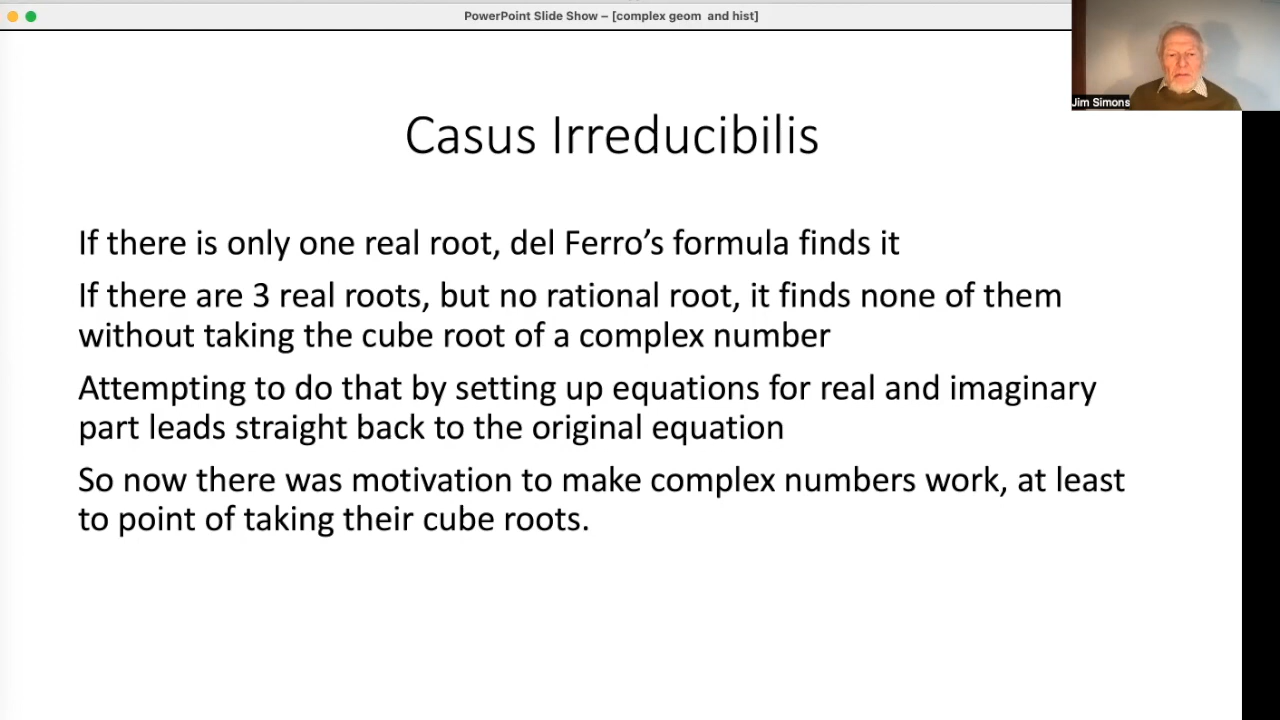 PowerPoint Slide Show – [complex geom and hist]
Jim Simons
Casus Irreducibilis
If there is only one real root, del Ferro’s formula finds it
If there are 3 real roots, but no rational root, it finds none of them
without taking the cube root of a complex number
Attempting to do that by setting up equations for real and imaginary
part leads straight back to the original equation
So now there was motivation to make complex numbers work, at least
to point of taking their cube roots.